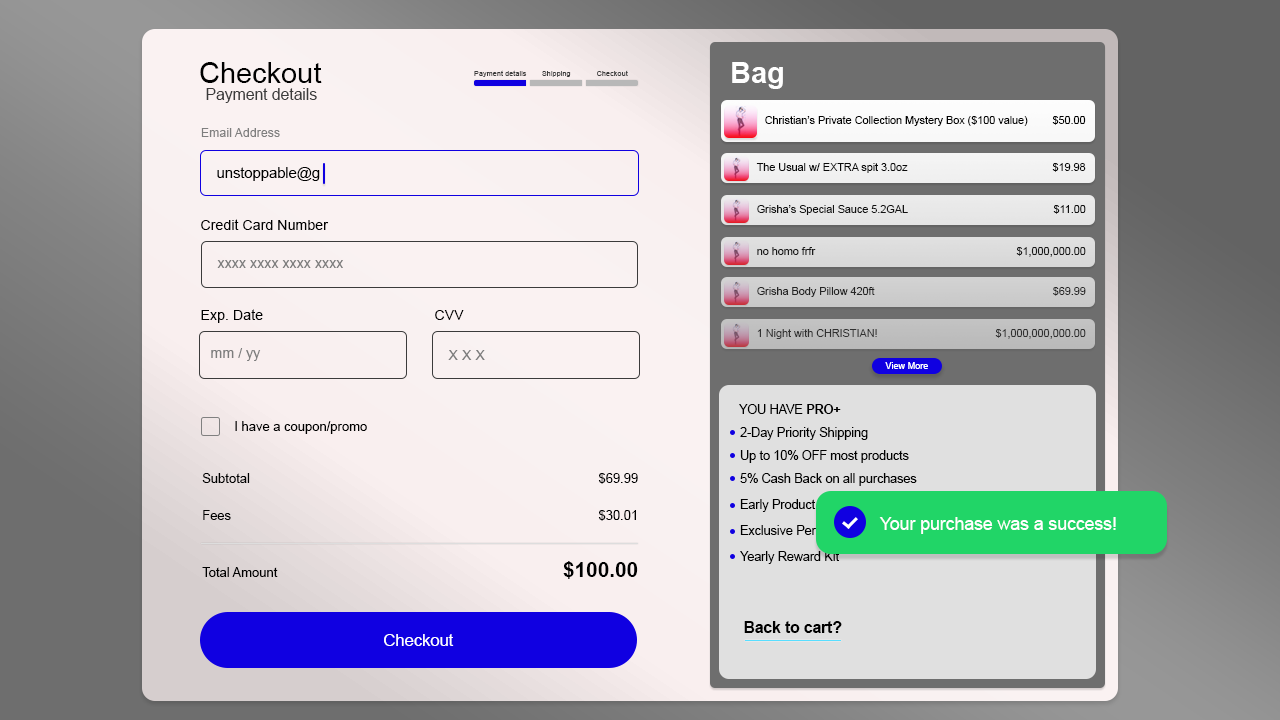 Checkout
Payment details
Payment details Shipping Checkout
Email Address
unstoppable@g
Credit Card Number
xxxx xxxx xxxx xxxx
Exp. Date CVV
mm / yy X X X
I have a coupon/promo
Subtotal $69.99
Fees $30.01
Total Amount $100.00
Checkout
Bag
Christian's Private Collection Mystery Box ($100 value) $50.00
The Usual w/ EXTRA spit 3.0oz $19.98
Grisha's Special Sauce 5.2GAL $11.00
no homo frfr $1,000,000.00
Grisha Body Pillow 420ft $69.99
1 Night with CHRISTIAN! $1,000,000,000.00
View More
YOU HAVE PRO+
2-Day Priority Shipping
Up to 10% OFF most products
5% Cash Back on all purchases
Early Product
Exclusive
Yearly Reward Kit
Your purchase was a success!
Back to cart?